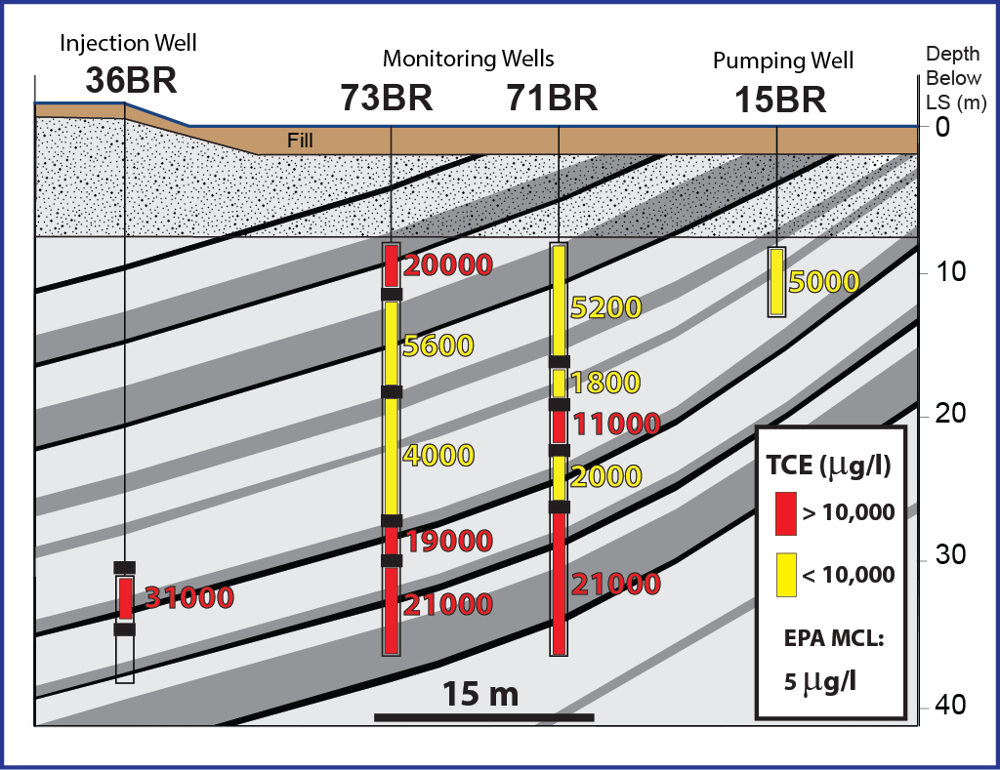 Injection Well
36BR
Monitoring Wells
73BR 71BR
Pumping Well
15BR
Depth
Below
LS (m)
0
Fill
10
20000
5000
5200
5600
1800
20
11000
4000
2000
19000
30
21000
31000
21000
15 m
40
TCE (µg/l)
> 10,000
< 10,000
EPA MCL:
5 µg/l